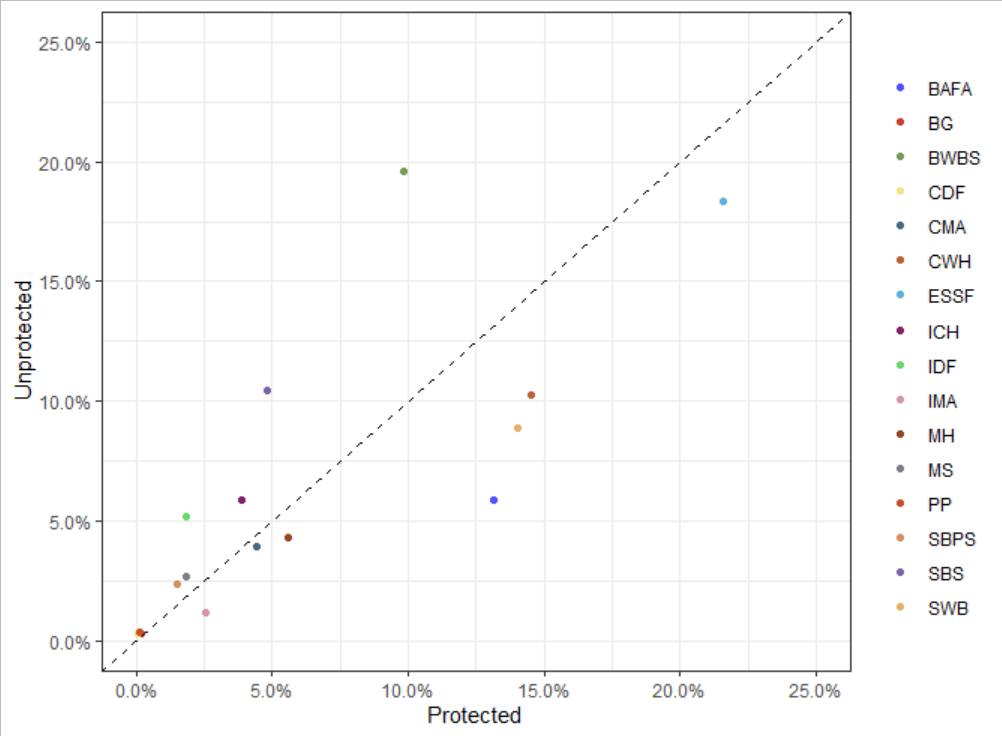 25.0%
20.0%
15.0%
10.0%
5.0%
0.0%
Unprotected
0.0% 5.0% 10.0% 15.0% 20.0% 25.0%
Protected
BAFA
BG
BWBS
CDF
CMA
CWH
ESSF
ICH
IDF
IMA
MH
MS
PP
SBPS
SBS
SWB